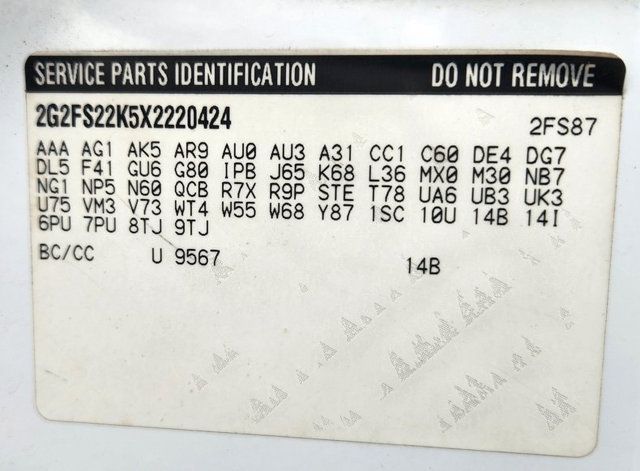 SERVICE PARTS IDENTIFICATION DO NOT REMOVE
2G2FS22K5X2220424 2FS87
AAA AG1 AK5 AR9 AU0 AU3 A31 CC1 C60 DE4 DG7
DL5 F41 GU6 G80 IPB J65 K68 L36 MX0 M30 NB7
NG1 NP5 N60 QCB R7X R9P STE T78 UA6 UB3 UK3
U75 VM3 V73 WT4 W55 W68 Y87 1SC 10U 14B 14I
6PU 7PU 8TJ 9TJ
BC/CC U 9567 14B